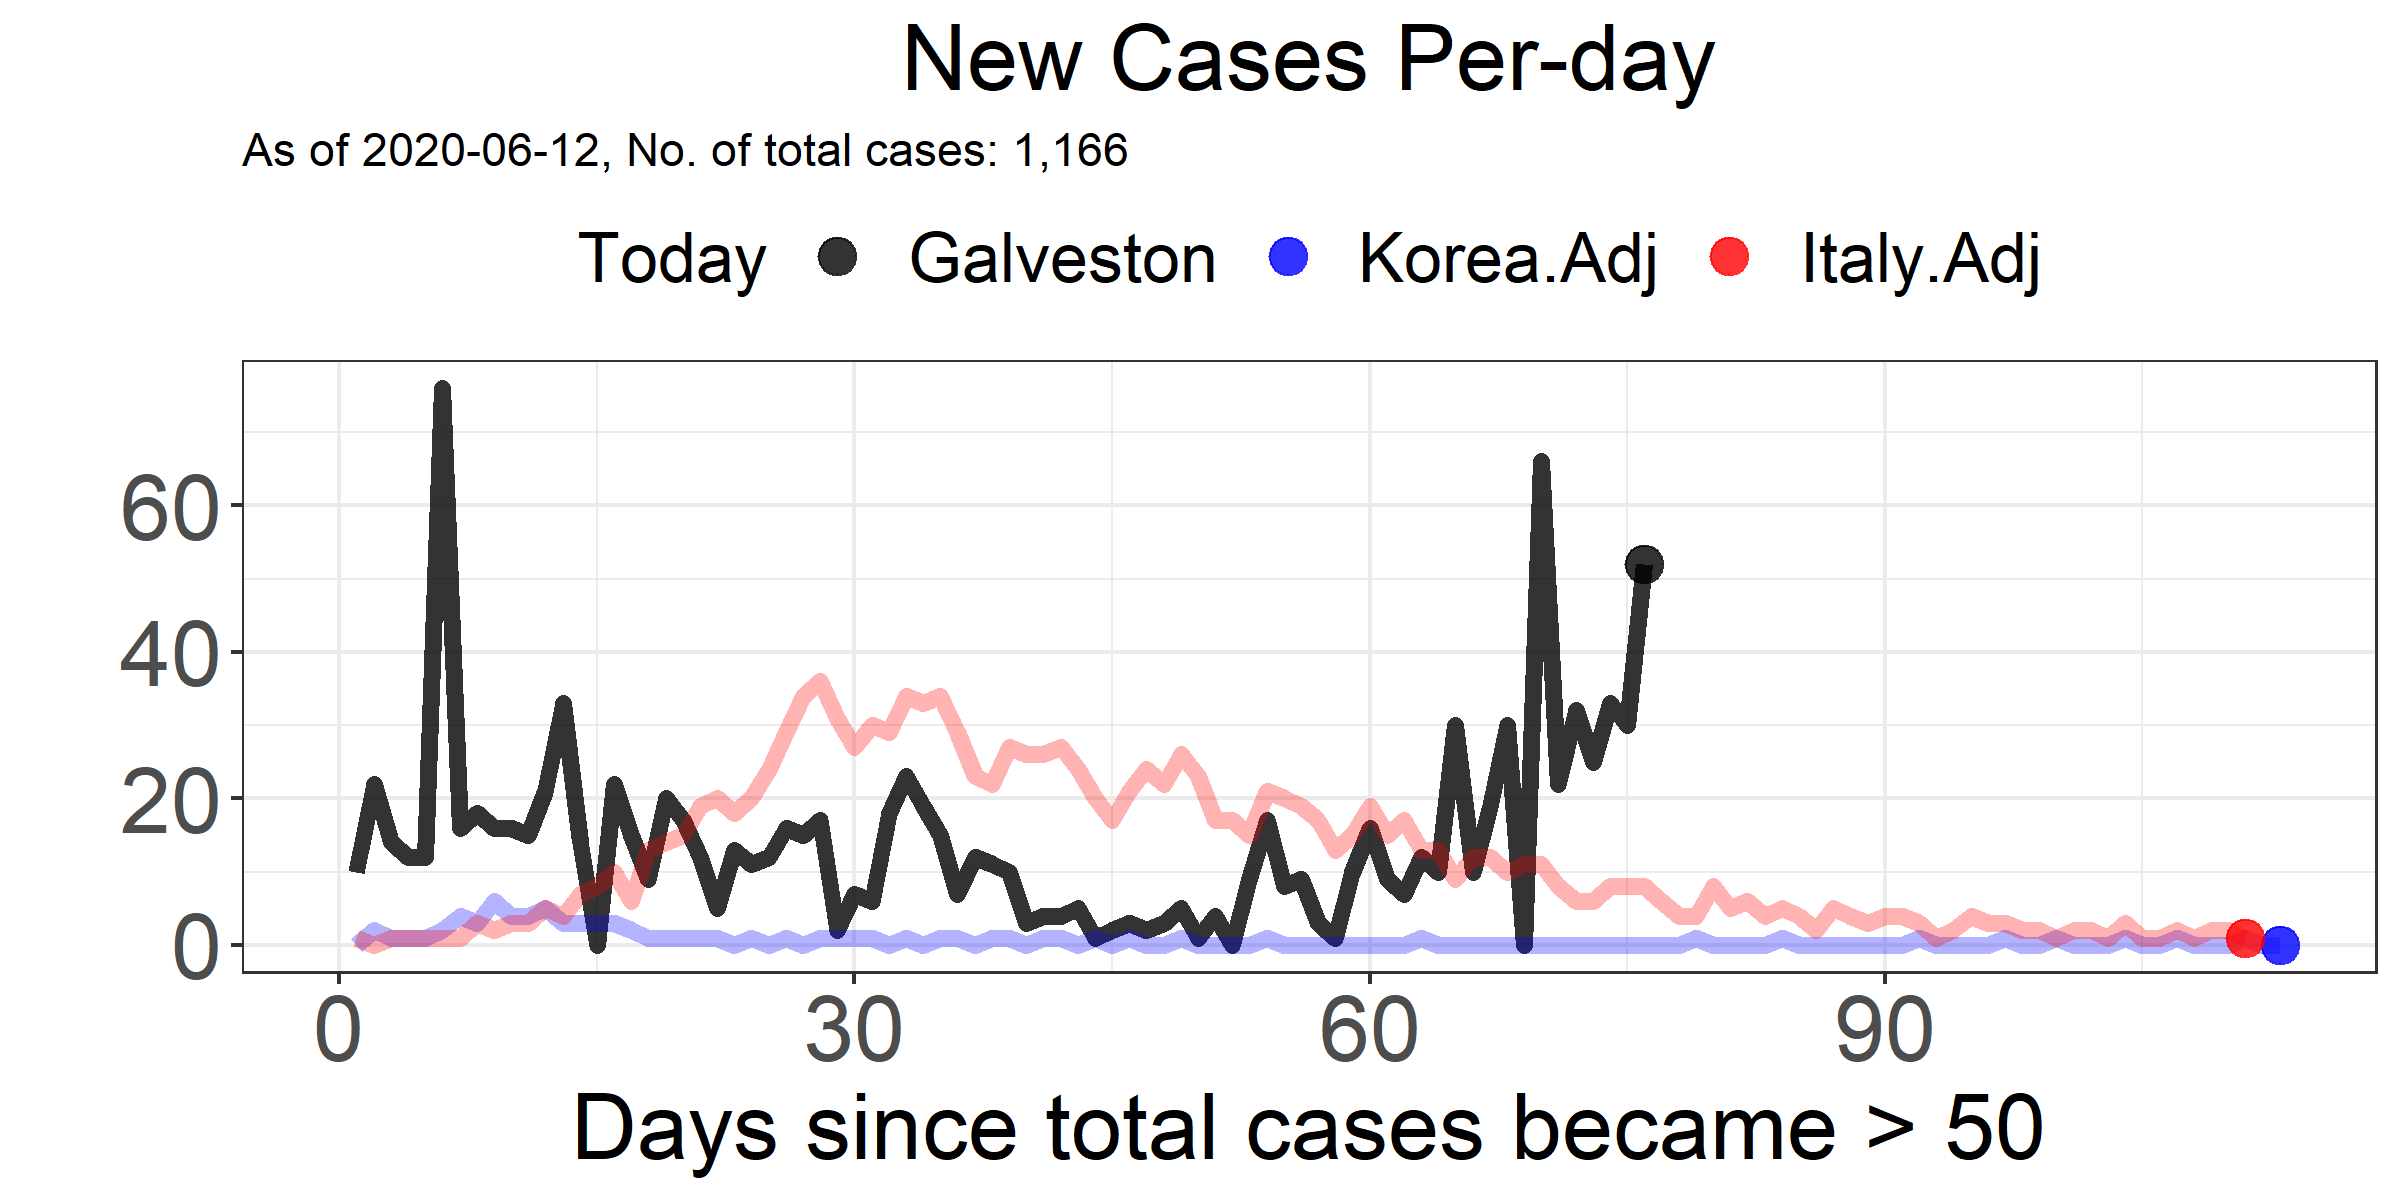 New Cases Per-day
As of 2020-06-12, No. of total cases: 1,166
Today Galveston Korea.Adj Italy.Adj
60
40
20
0
0 30 60 90
Days since total cases became > 50